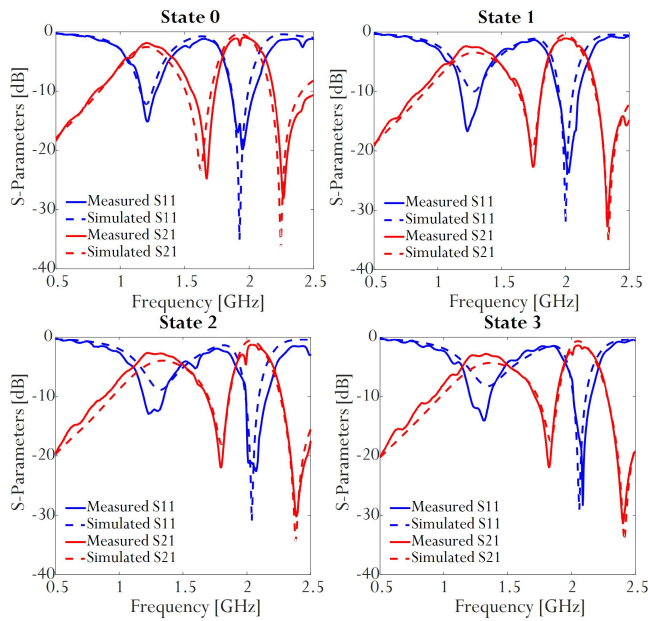 State 0
0
-10
-20
-30
-40
S-Parameters [dB]
Measured S11
Simulated S11
Measured S21
Simulated S21
0.5 1 1.5 2 2.5
Frequency [GHz]
State 1
0
-10
-20
-30
-40
S-Parameters [dB]
Measured S11
Simulated S11
Measured S21
Simulated S21
0.5 1 1.5 2 2.5
Frequency [GHz]
State 2
0
-10
-20
-30
-40
S-Parameters [dB]
Measured S11
Simulated S11
Measured S21
Simulated S21
0.5 1 1.5 2 2.5
Frequency [GHz]
State 3
0
-10
-20
-30
-40
S-Parameters [dB]
Measured S11
Simulated S11
Measured S21
Simulated S21
0.5 1 1.5 2 2.5
Frequency [GHz]